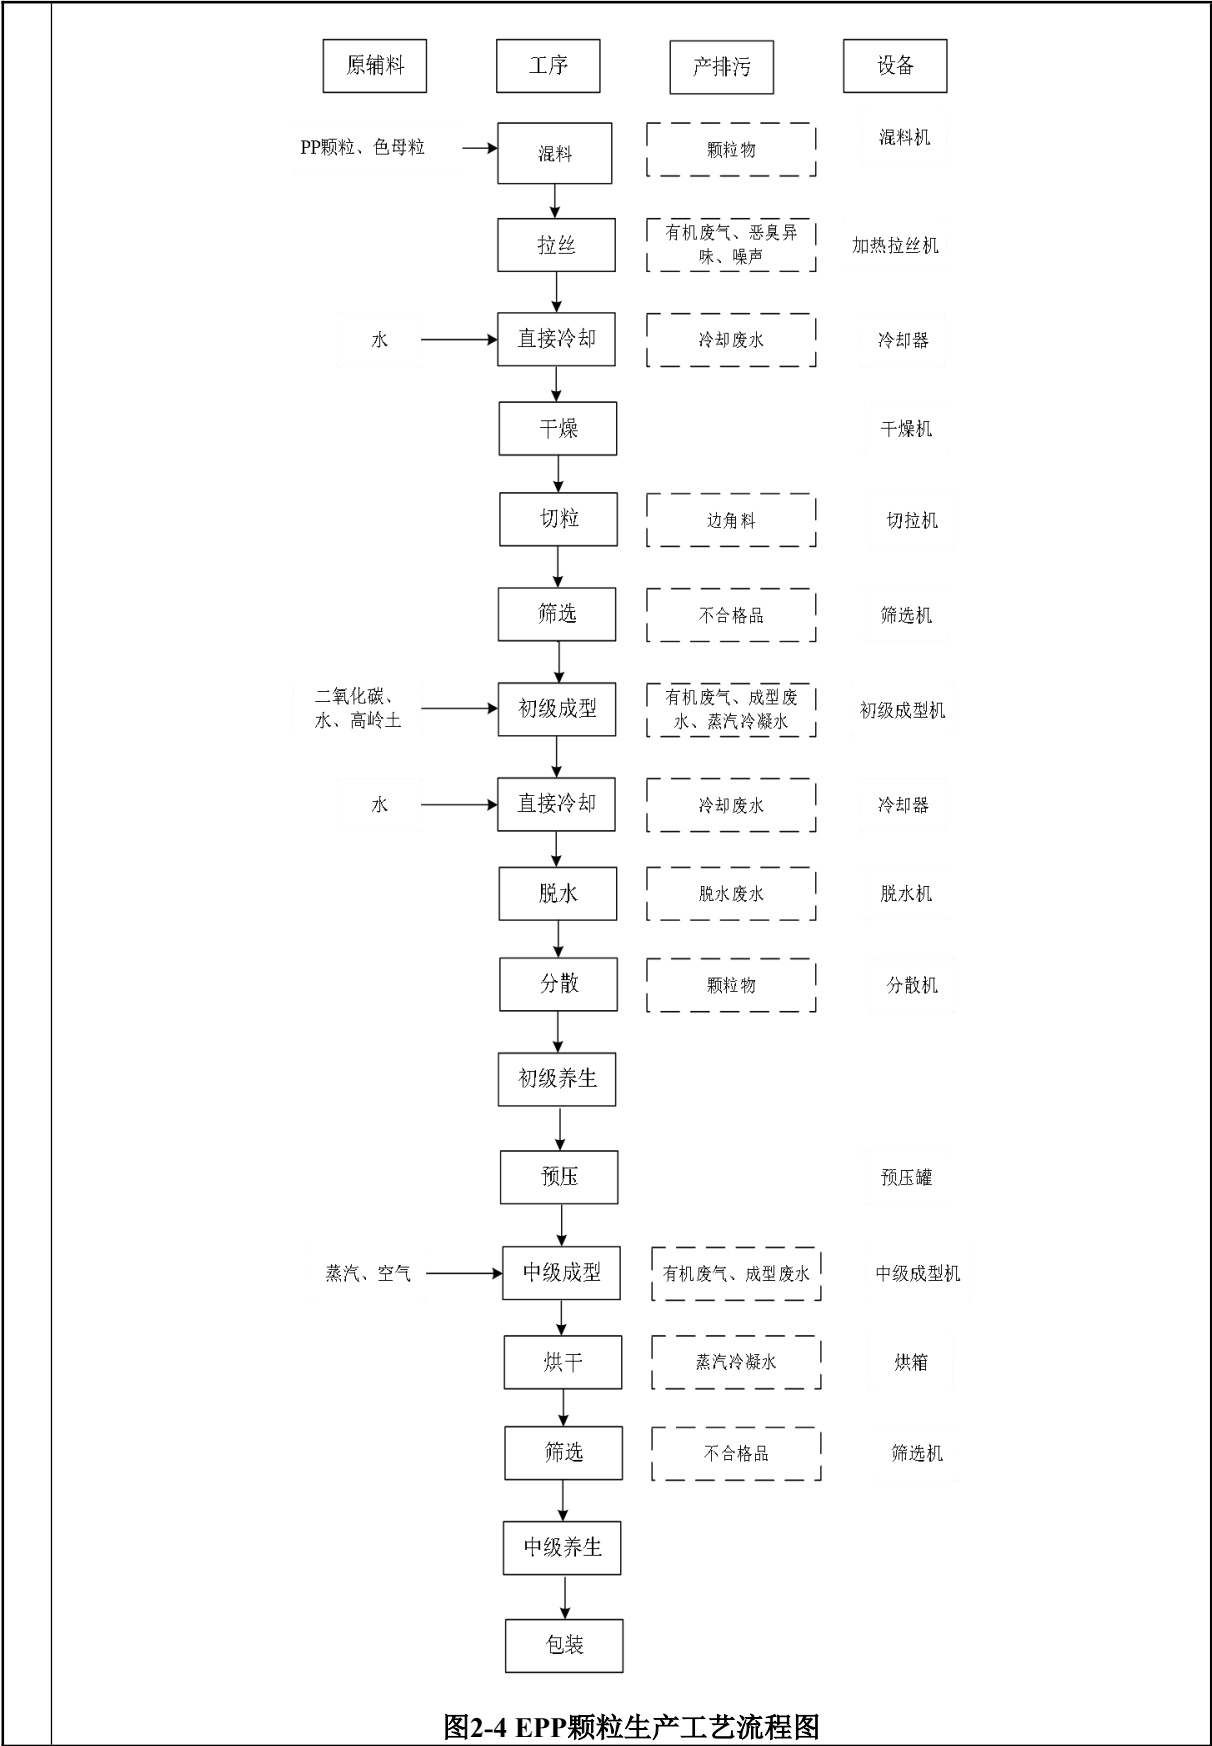 原辅料 工序 产排污 设备
PP颗粒、色母粒 混料 颗粒物 混料机
拉丝 有机废气、恶臭异
味、噪声 加热拉丝机
水 直接冷却 冷却废水 冷却器
干燥 干燥机
切粒 边角料 切拉机
筛选 不合格品 筛选机
二氧化碳、
水、高岭土 初级成型 有机废气、成型废
水、蒸汽冷凝水 初级成型机
水 直接冷却 冷却废水 冷却器
脱水 脱水废水 脱水机
分散 颗粒物 分散机
初级养生
预压 预压罐
蒸汽、空气 中级成型 有机废气、成型废水 中级成型机
烘干 蒸汽冷凝水 烘箱
筛选 不合格品 筛选机
中级养生
包装
图2-4 EPP颗粒生产工艺流程图